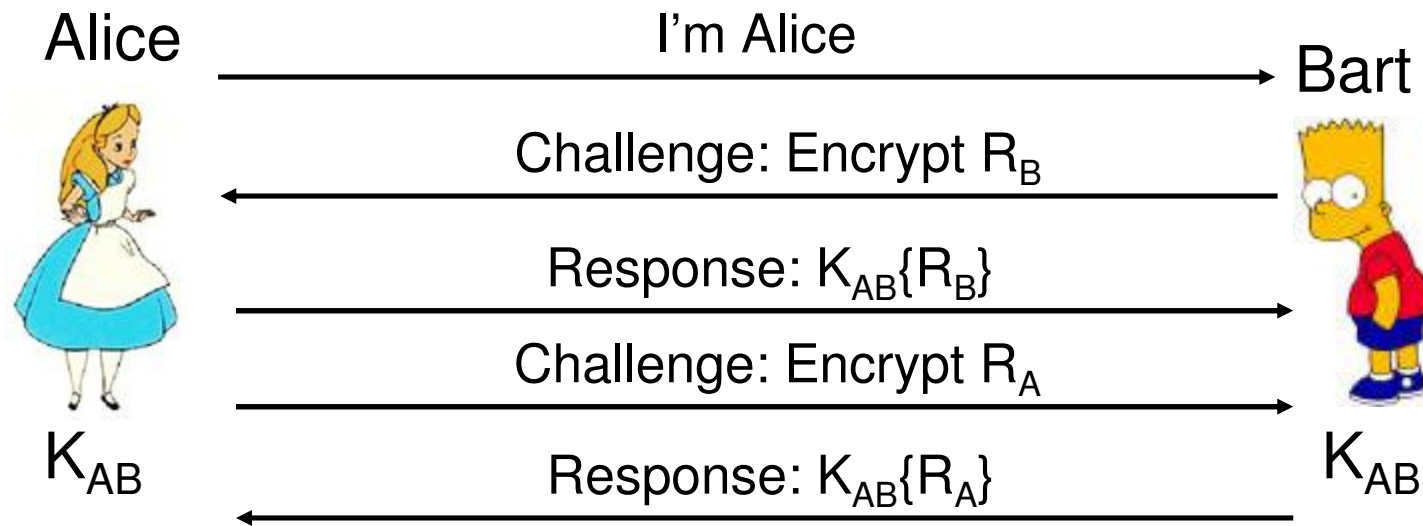 Alice
I’m Alice
Bart
Challenge: Encrypt R_B
Response: K_AB{R_B}
Challenge: Encrypt R_A
Response: K_AB{R_A}
K_AB
K_AB